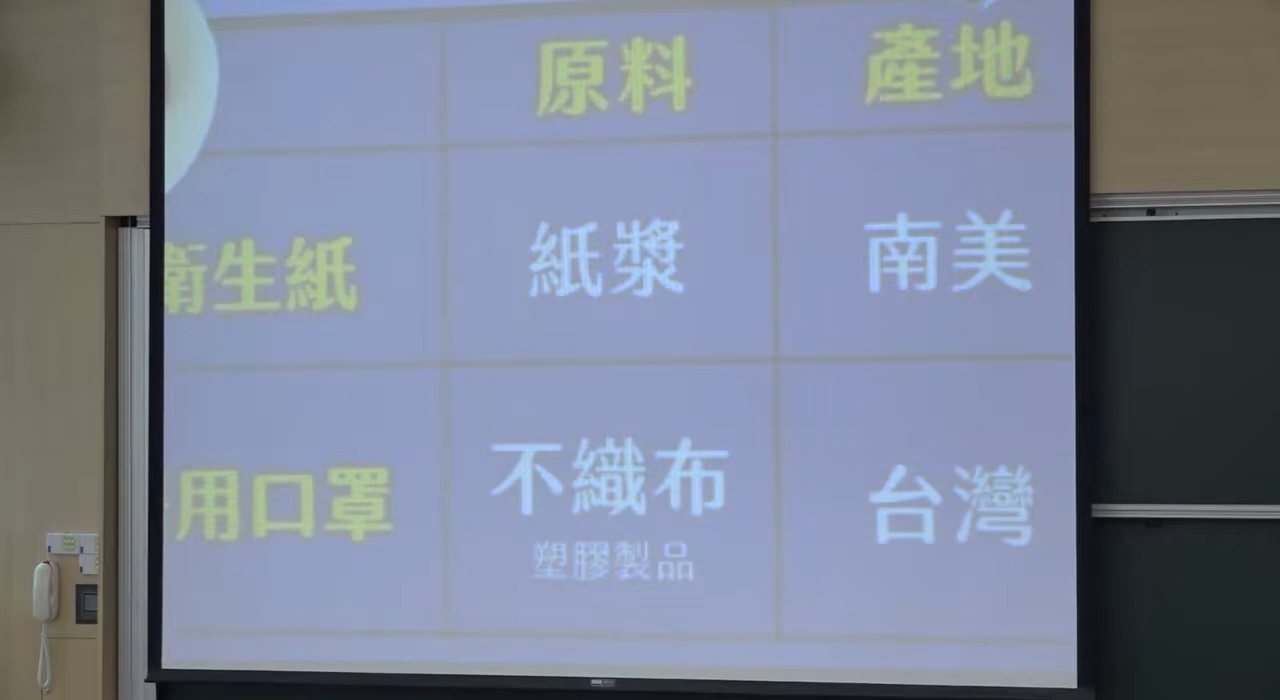 原料 產地
衛生紙 紙漿 南美
用口罩 不織布 台灣
塑膠製品